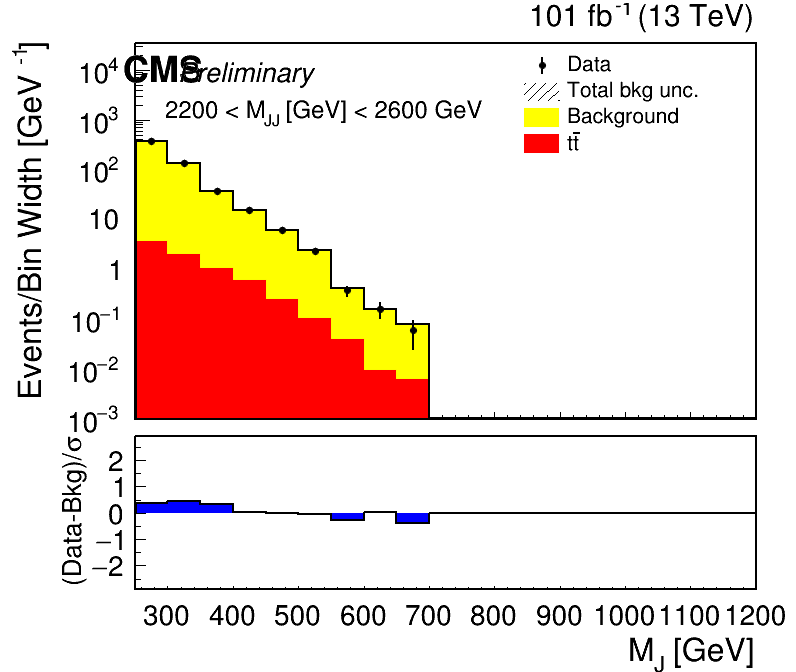 101 fb⁻¹ (13 TeV)
CMS Preliminary
2200 < M_JJ [GeV] < 2600 GeV
Data
Total bkg unc.
Background
tt̄
Events/Bin Width [GeV⁻¹]
10⁴
10³
10²
10
1
10⁻¹
10⁻²
10⁻³
(Data-Bkg)/σ
2
1
0
−1
−2
300 400 500 600 700 800 900 1000 1100 1200
M_J [GeV]